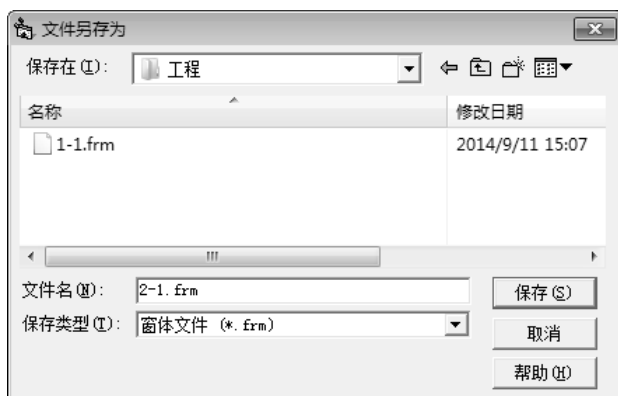 文件另存为
保存在(I): 工程
名称 修改日期
1-1.frm 2014/9/11 15:07
文件名(N): 2-1.frm 保存(S)
保存类型(T): 窗体文件 (*.frm) 取消
帮助(H)